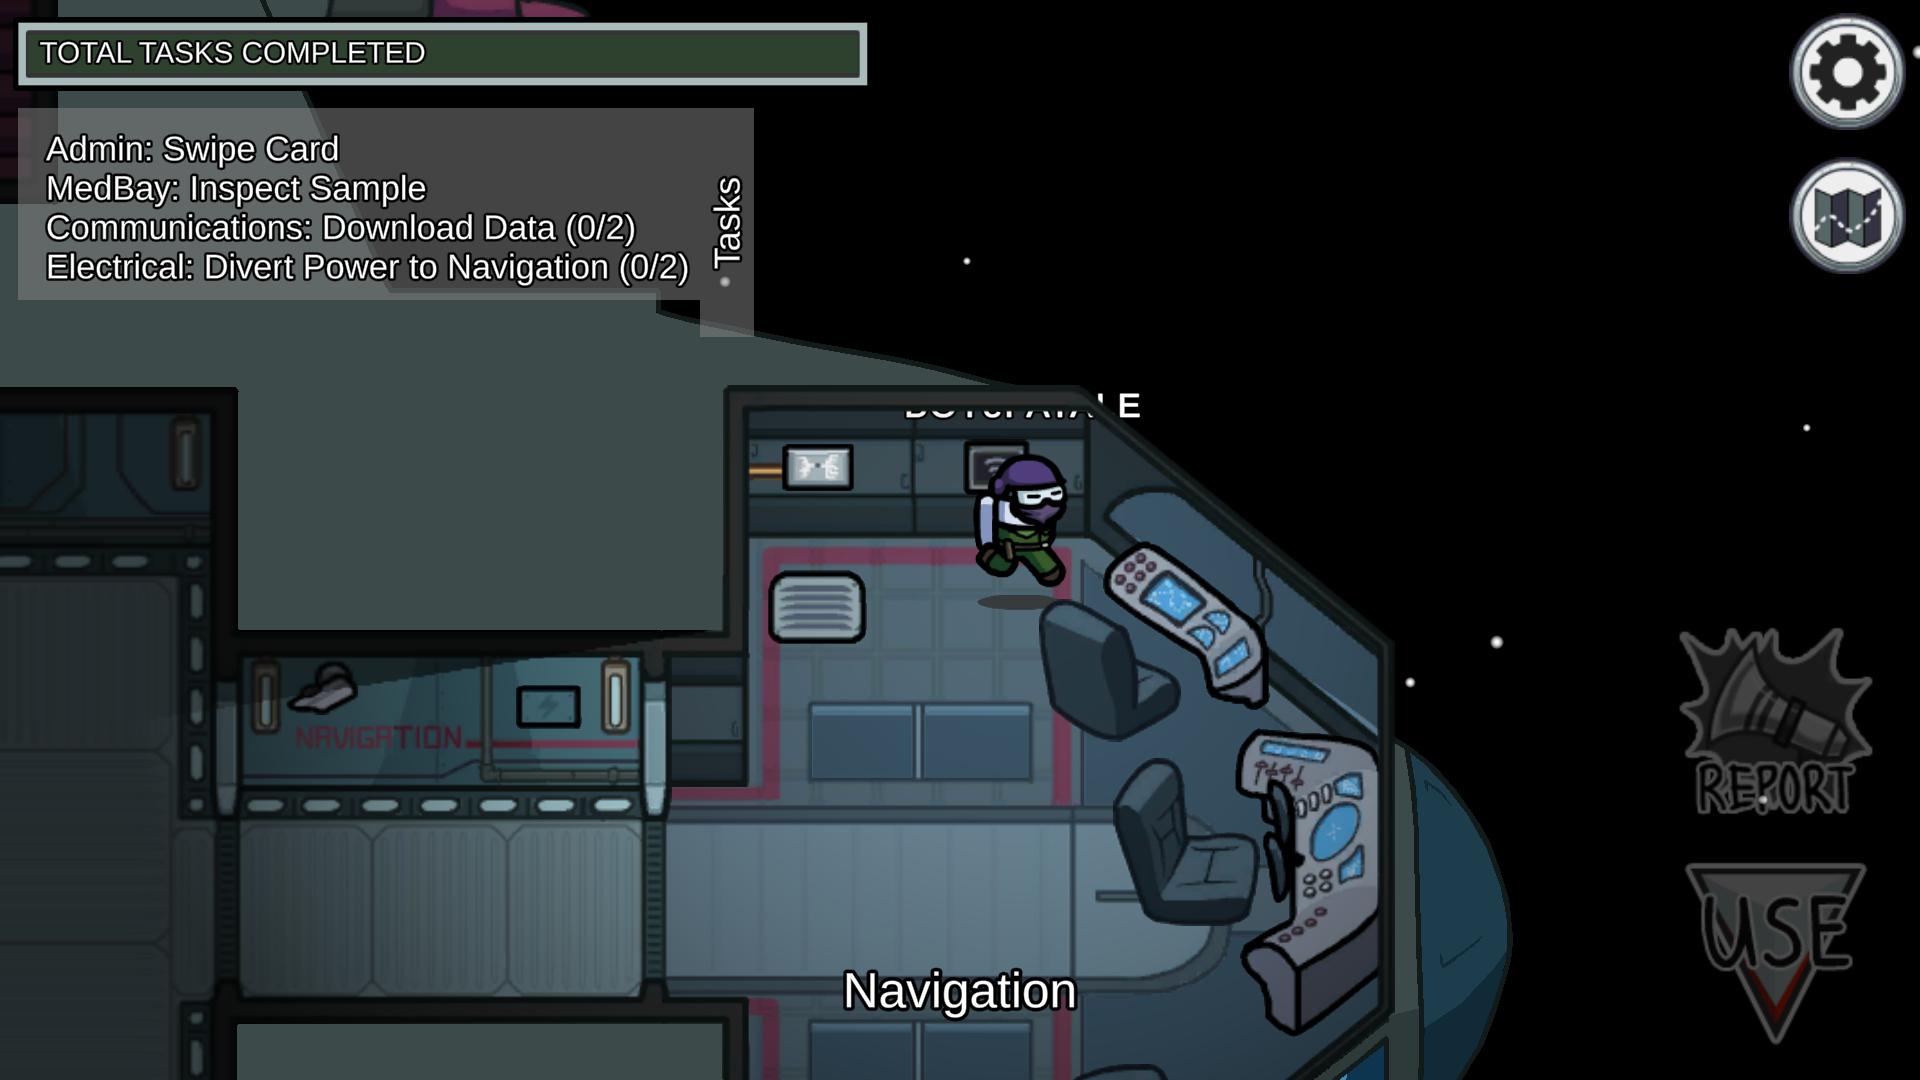 TOTAL TASKS COMPLETED
Admin: Swipe Card
MedBay: Inspect Sample
Communications: Download Data (0/2)
Electrical: Divert Power to Navigation (0/2)
Tasks
NAVIGATION
REPORT
USE
Navigation